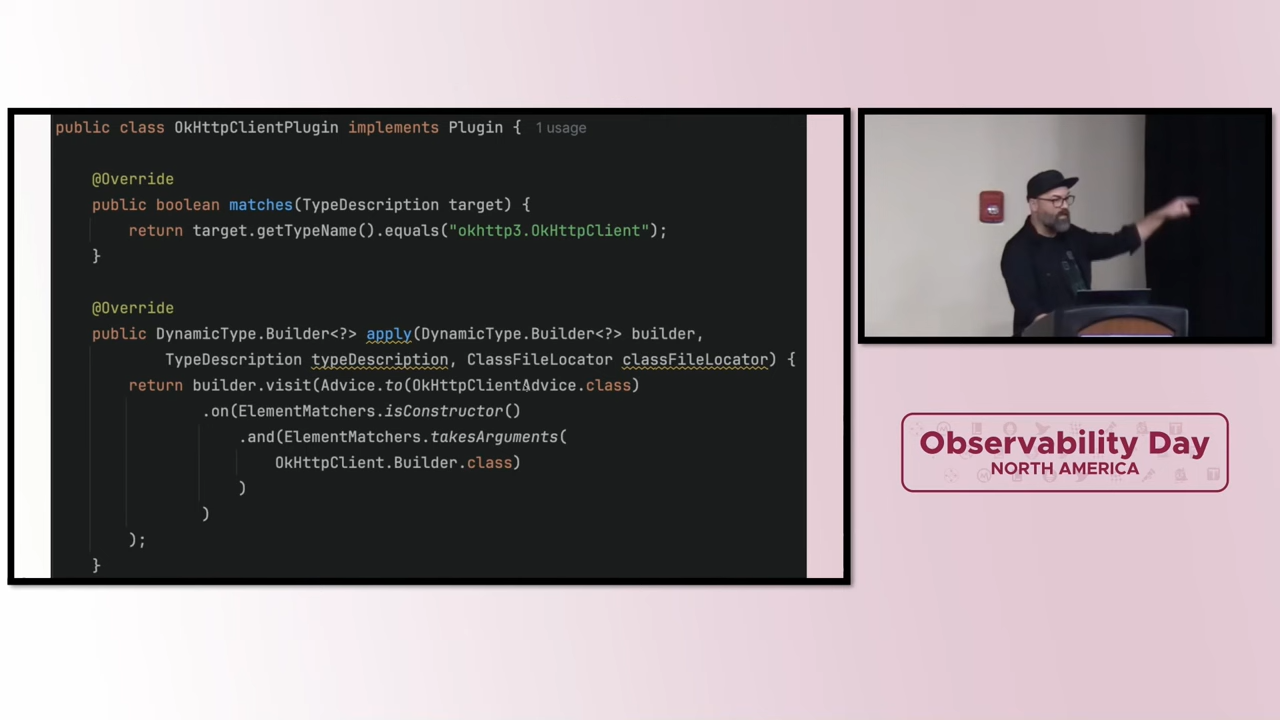 public class OkHttpClientPlugin implements Plugin { 1 usage
@Override
public boolean matches(TypeDescription target) {
return target.getTypeName().equals("okhttp3.OkHttpClient");
}
@Override
public DynamicType.Builder<?> apply(DynamicType.Builder<?> builder,
TypeDescription typeDescription, ClassFileLocator classFileLocator) {
return builder.visit(Advice.to(OkHttpClientAdvice.class)
.on(ElementMatchers.isConstructor()
.and(ElementMatchers.takesArguments(
OkHttpClient.Builder.class)
)
)
);
}
Observability Day
NORTH AMERICA